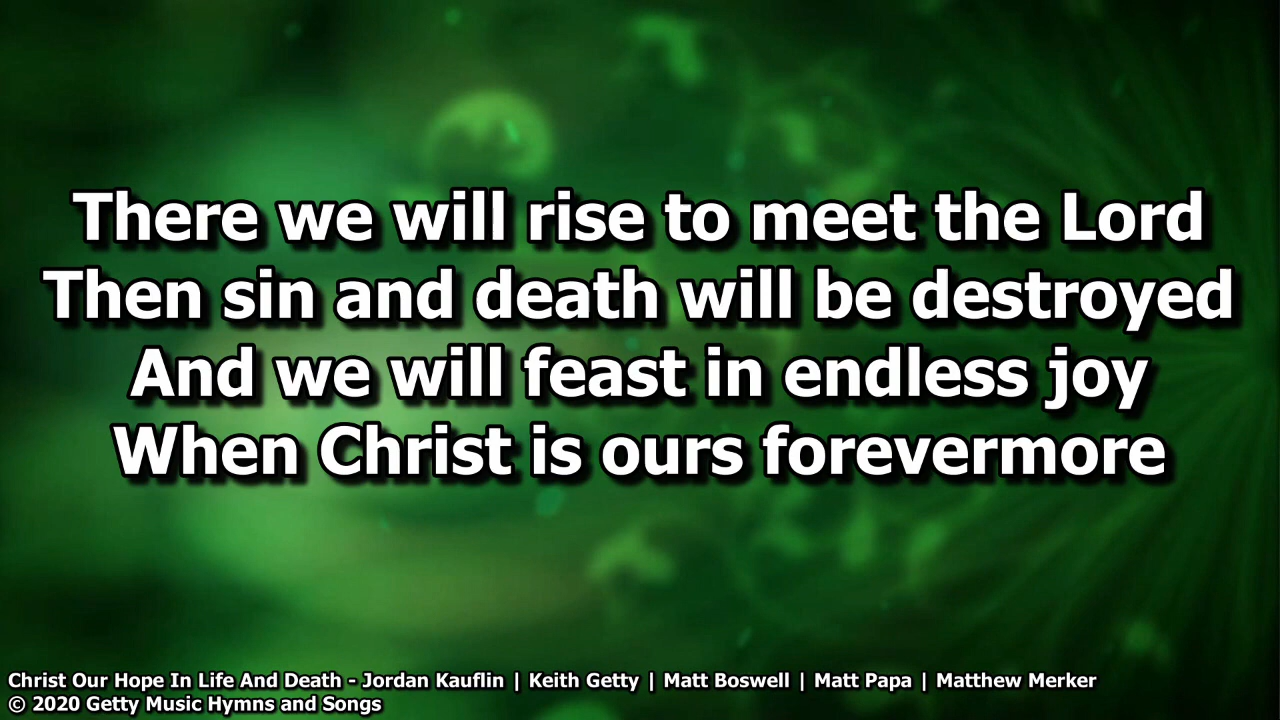 There we will rise to meet the Lord
Then sin and death will be destroyed
And we will feast in endless joy
When Christ is ours forevermore
Christ Our Hope In Life And Death - Jordan Kauflin | Keith Getty | Matt Boswell | Matt Papa | Matthew Merker
© 2020 Getty Music Hymns and Songs